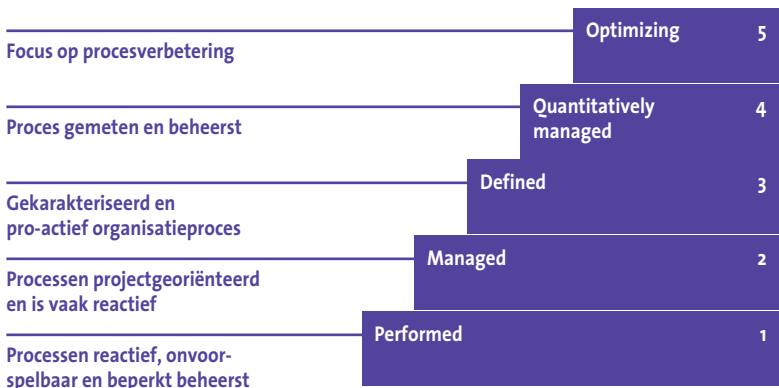 Optimizing 5
Focus op procesverbetering
Quantitatively 4
managed
Proces gemeten en beheerst
Defined 3
Gekarakteriseerd en
pro-actief organisatieproces
Managed 2
Processen projectgeoriënteerd
en is vaak reactief
Performed 1
Processen reactief, onvoor-
spelbaar en beperkt beheerst